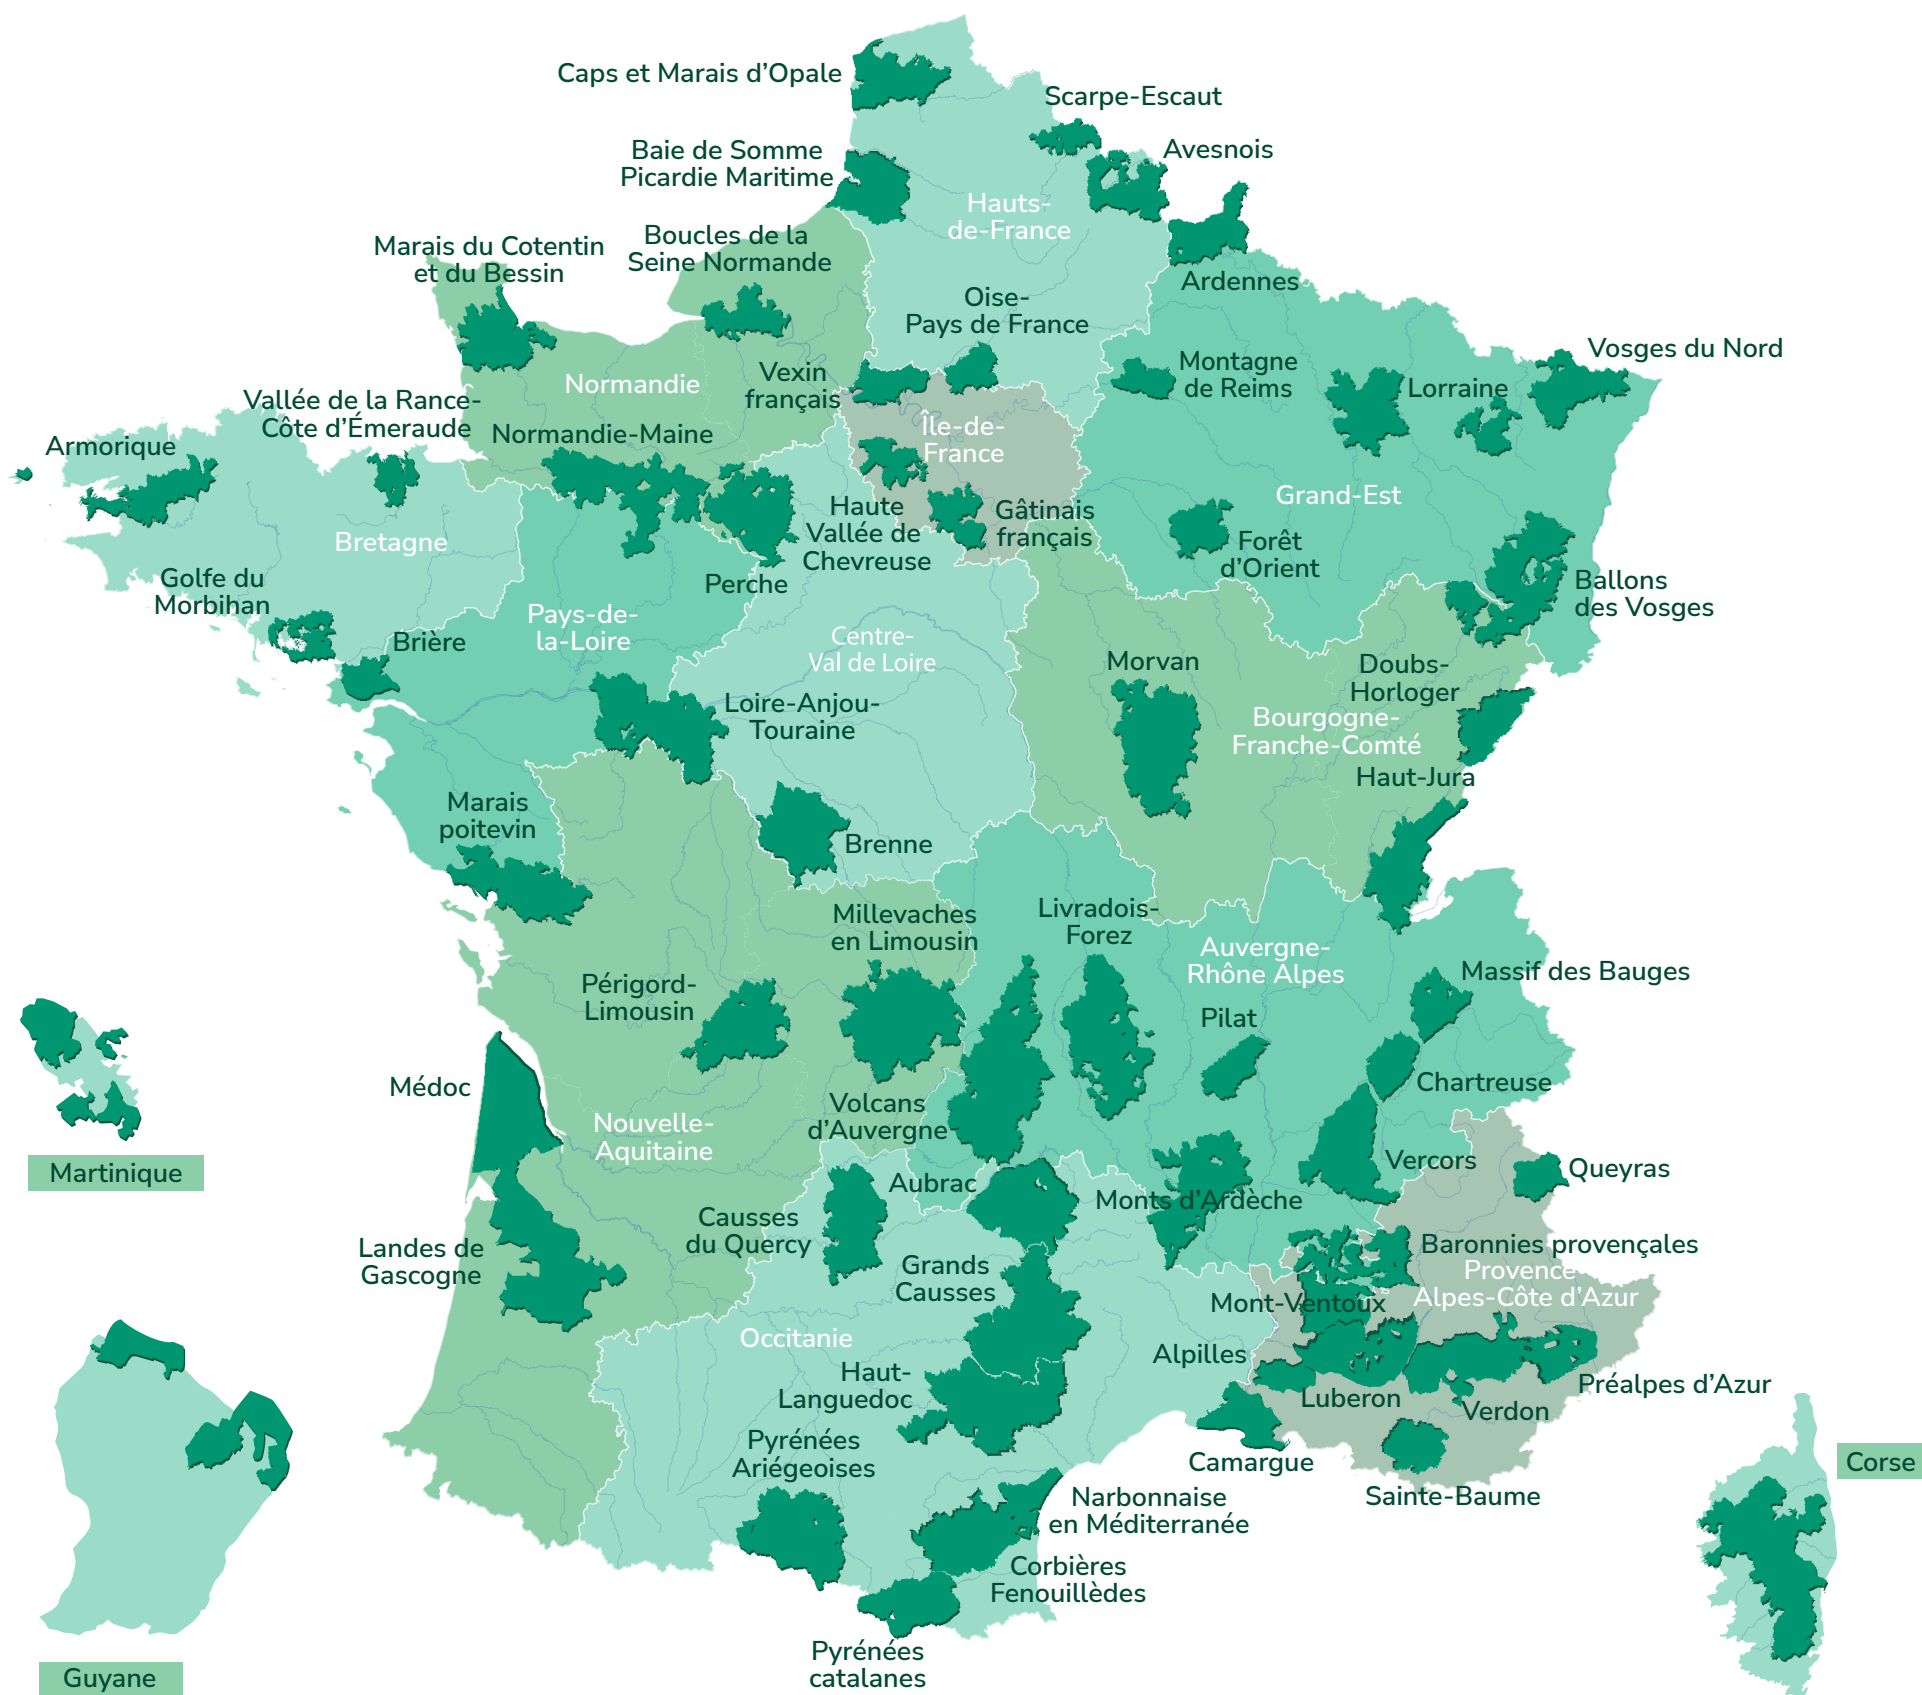 Caps et Marais d’Opale
Scarpe-Escaut
Avesnois
Baie de Somme
Picardie Maritime
Hauts-
de-France
Marais du Cotentin
et du Bessin
Boucles de la
Seine Normande
Ardennes
Oise-
Pays de France
Vosges du Nord
Montagne
de Reims
Lorraine
Normandie
Vexin
français
Vallée de la Rance-
Côte d’Émeraude
Île-de-
France
Armorique
Normandie-Maine
Grand-Est
Haute
Vallée de
Chevreuse
Gâtinais
français
Forêt
d’Orient
Bretagne
Perche
Golfe du
Morbihan
Ballons
des Vosges
Pays-de-
la-Loire
Brière
Centre-
Val de Loire
Morvan
Doubs-
Horloger
Loire-Anjou-
Touraine
Bourgogne-
Franche-Comté
Haut-Jura
Marais
poitevin
Brenne
Millevaches
en Limousin
Livradois-
Forez
Auvergne-
Rhône Alpes
Massif des Bauges
Périgord-
Limousin
Pilat
Médoc
Chartreuse
Volcans
d’Auvergne
Nouvelle-
Aquitaine
Vercors
Queyras
Martinique
Aubrac
Monts d’Ardèche
Causses
du Quercy
Landes de
Gascogne
Grands
Causses
Baronnies provençales
Provence
Alpes-Côte d’Azur
Mont-Ventoux
Occitanie
Alpilles
Haut-
Languedoc
Luberon
Préalpes d’Azur
Verdon
Pyrénées
Ariégeoises
Camargue
Corse
Sainte-Baume
Narbonnaise
en Méditerranée
Corbières
Fenouillèdes
Pyrénées
catalanes
Guyane